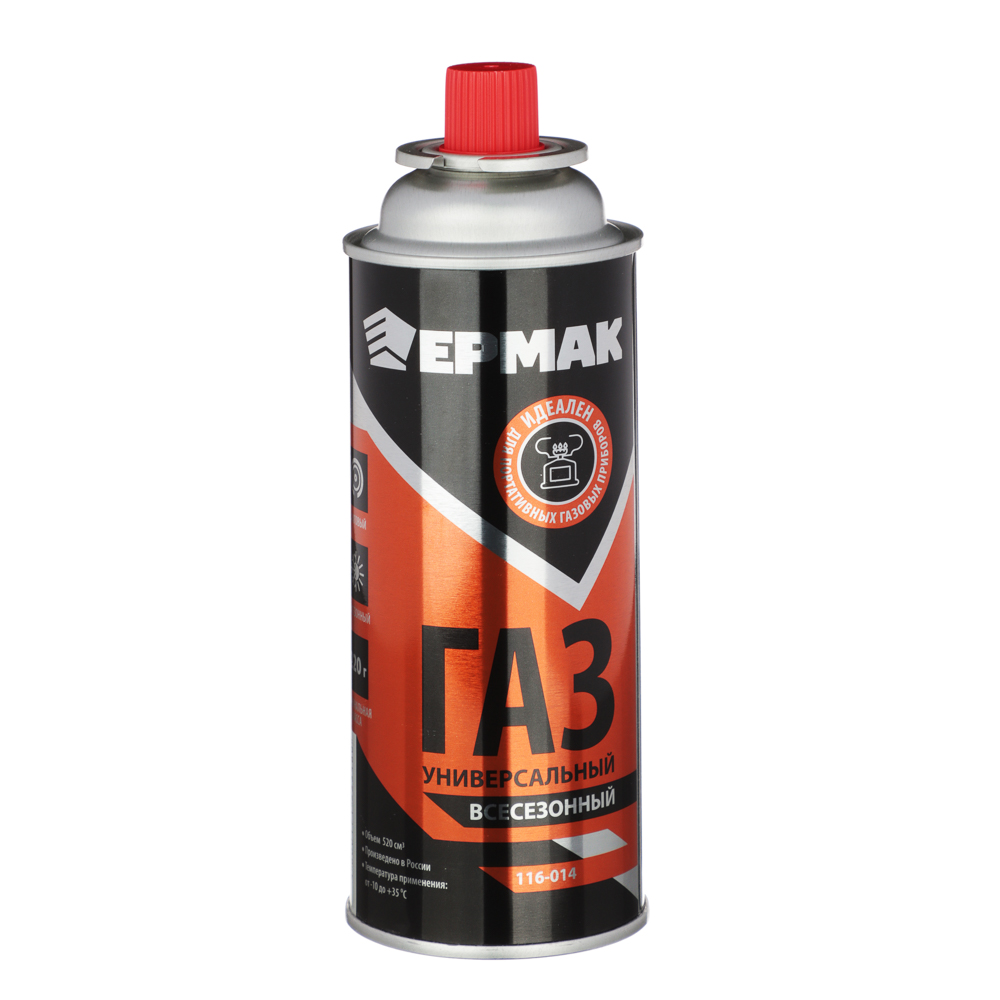 ЕРМАК
ИДЕАЛЕН
ДЛЯ ПОРТАТИВНЫХ ГАЗОВЫХ ПРИБОРОВ
ГАЗ
УНИВЕРСАЛЬНЫЙ
ВСЕСЕЗОННЫЙ
• Объем 520 см³
• Произведено в России
• Температура применения:
от -10 до +35 °C
116-014